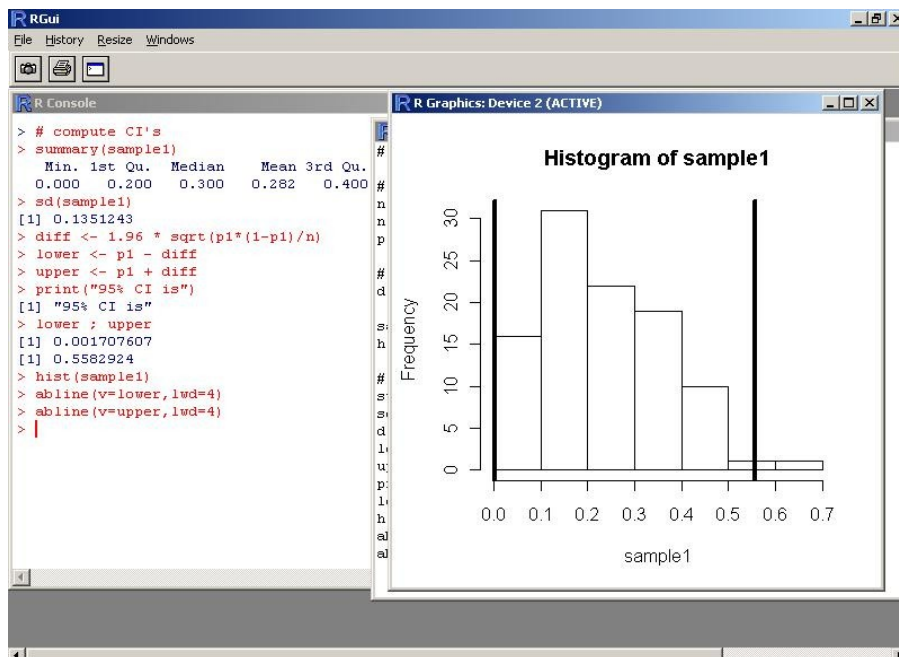 RGui
File History Resize Windows
R Console
> # compute CI's
> summary(sample1)
Min. 1st Qu. Median Mean 3rd Qu.
0.000 0.200 0.300 0.282 0.400
> sd(sample1)
[1] 0.1351243
> diff <- 1.96 * sqrt(p1*(1-p1)/n)
> lower <- p1 - diff
> upper <- p1 + diff
> print("95% CI is")
[1] "95% CI is"
> lower ; upper
[1] 0.001707607
[1] 0.5582924
> hist(sample1)
> abline(v=lower,lwd=4)
> abline(v=upper,lwd=4)
>
#
#
n
n
p
#
d
h
#
d
p
h
R Graphics: Device 2 (ACTIVE)
Histogram of sample1
Frequency
30
25
20
15
10
5
0
0.0 0.1 0.2 0.3 0.4 0.5 0.6 0.7
sample1